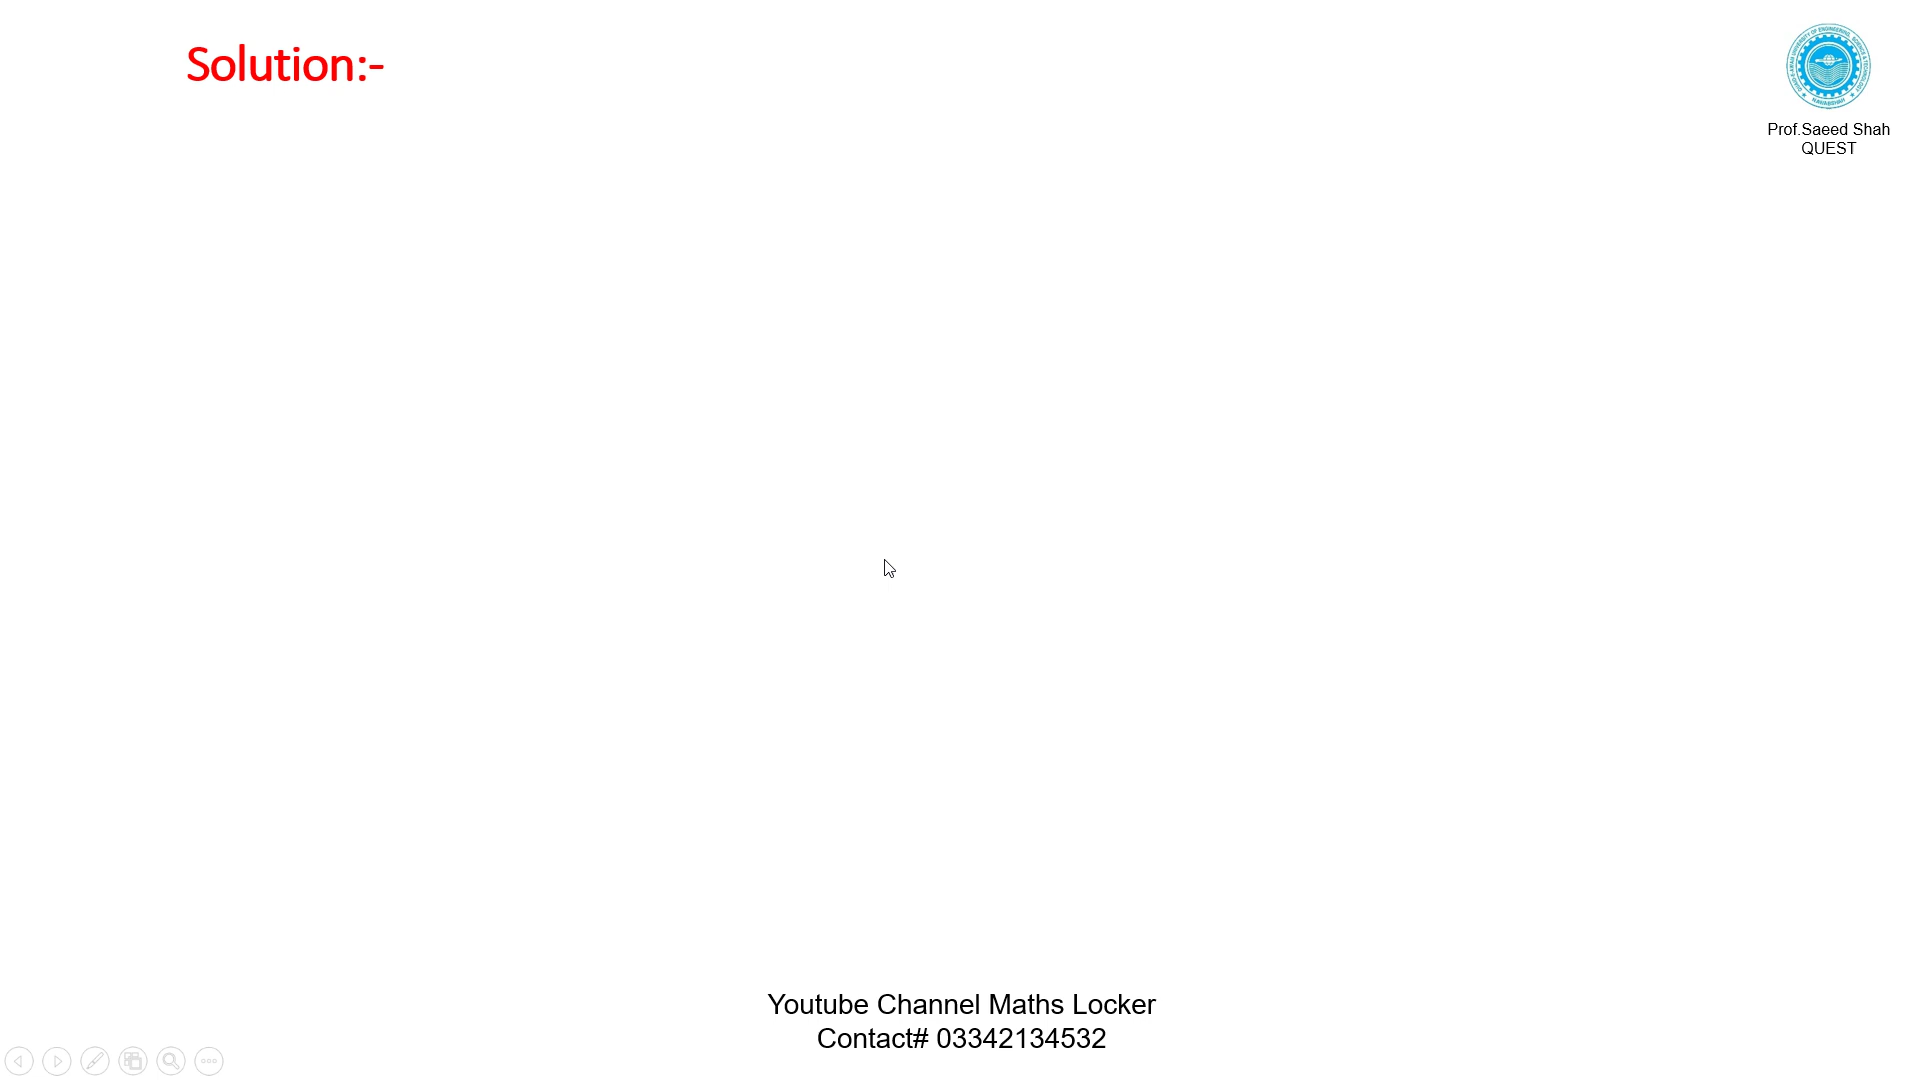 Solution:-
Prof.Saeed Shah
QUEST
Youtube Channel Maths Locker
Contact# 03342134532